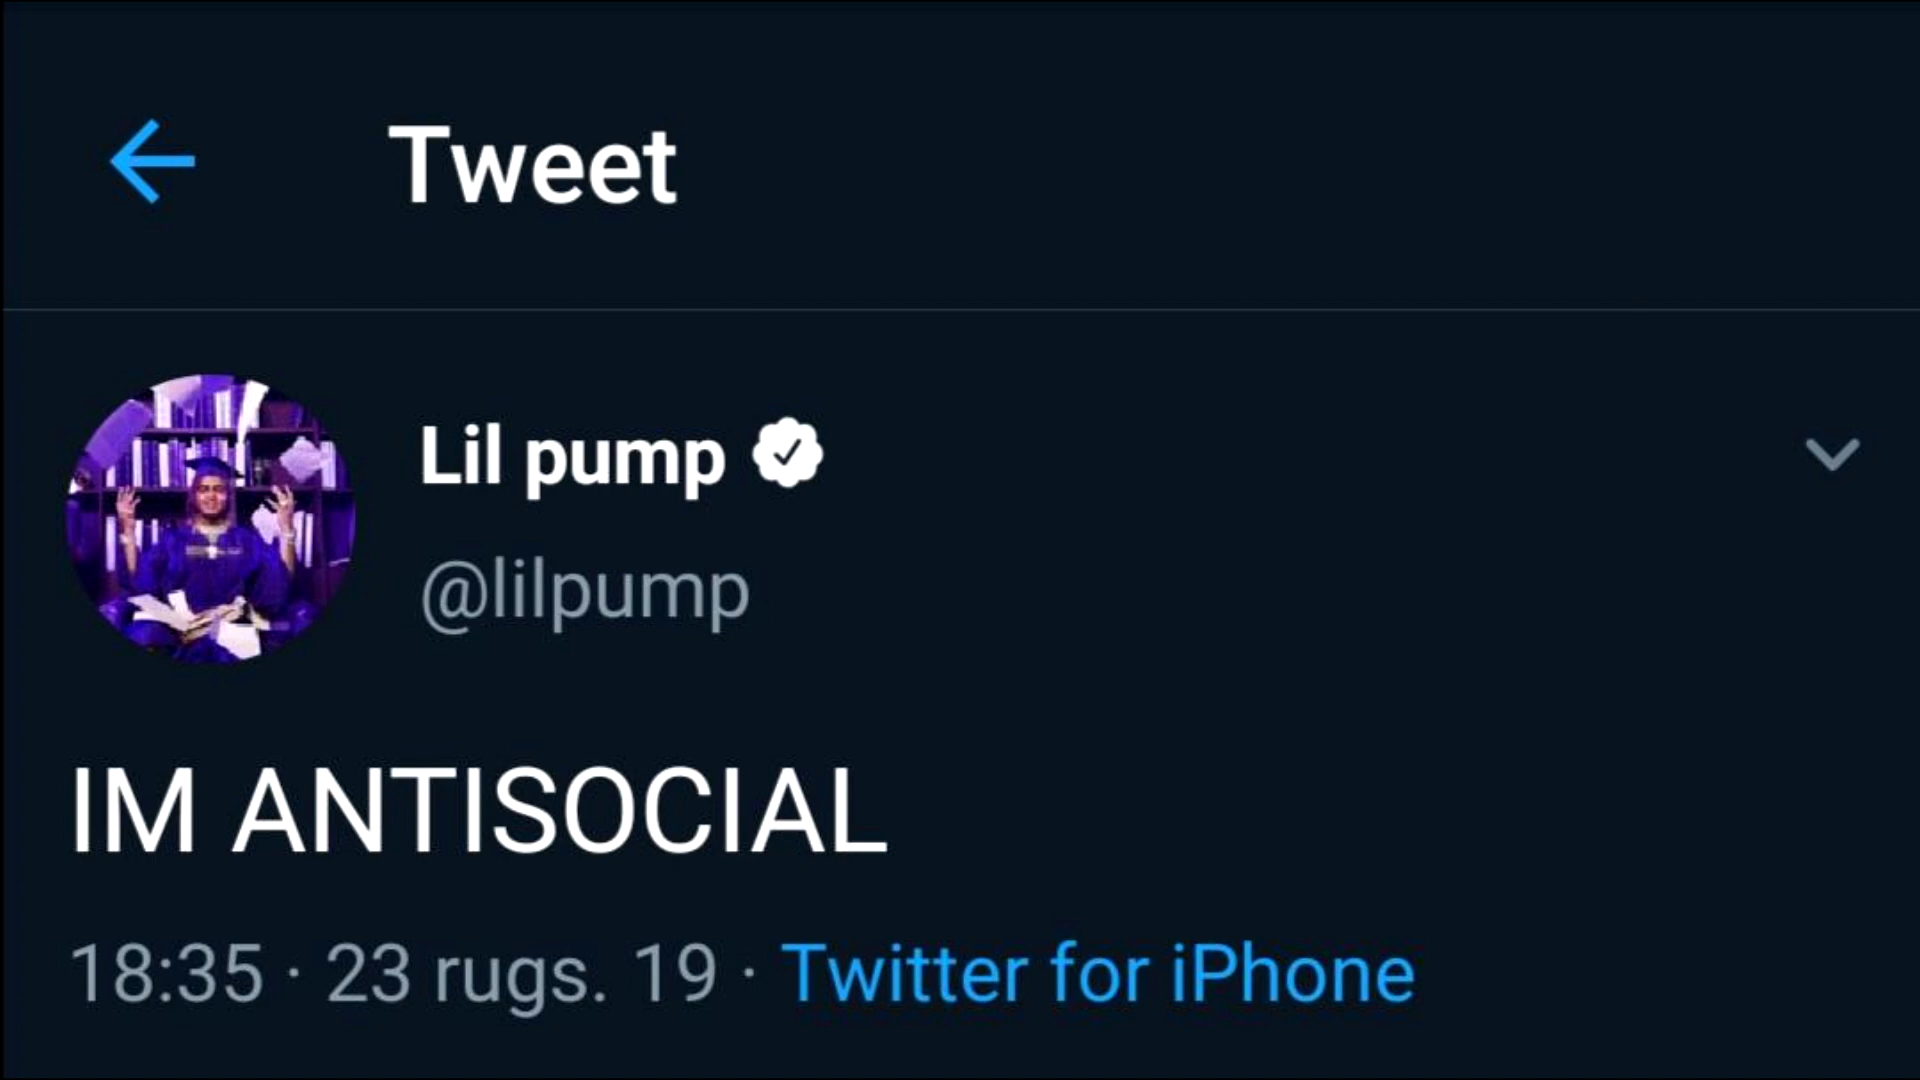 Tweet
Lil pump
@lilpump
IM ANTISOCIAL
18:35 · 23 rugs. 19 · Twitter for iPhone